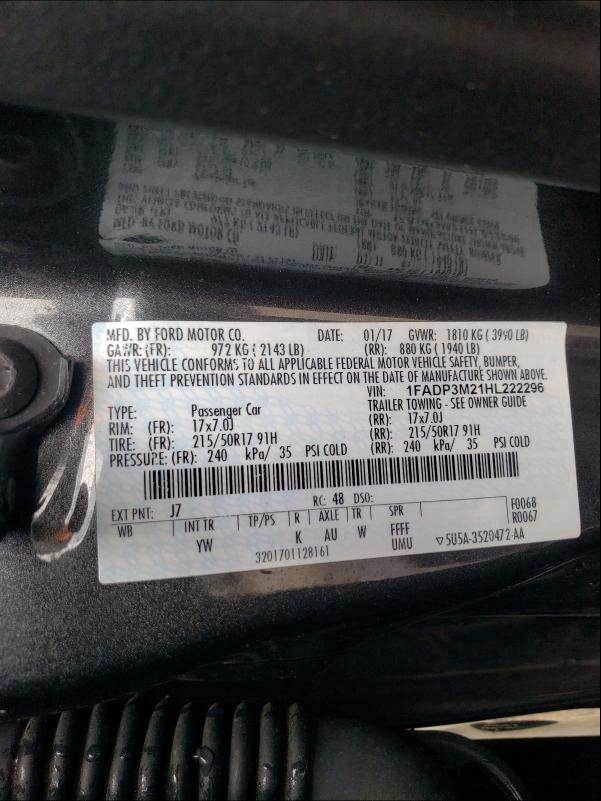 MFD. BY FORD MOTOR CO. DATE: 01/17 GVWR: 1810 KG ( 3990 LB)
GAWR: (FR): 972 KG ( 2143 LB) (RR): 880 KG ( 1940 LB)
THIS VEHICLE CONFORMS TO ALL APPLICABLE FEDERAL MOTOR VEHICLE SAFETY, BUMPER,
AND THEFT PREVENTION STANDARDS IN EFFECT ON THE DATE OF MANUFACTURE SHOWN ABOVE.
VIN: 1FADP3M21HL222296
TYPE: Passenger Car TRAILER TOWING - SEE OWNER GUIDE
RIM: (FR): 17x7.0J (RR): 17x7.0J
TIRE: (FR): 215/50R17 91H (RR): 215/50R17 91H
PRESSURE: (FR): 240 kPa/ 35 PSI COLD (RR): 240 kPa/ 35 PSI COLD
EXT PNT: J7 RC: 48 DSO: F0068
WB INT TR TP/PS R AXLE TR SPR R0067
YW K AU W FFFF
UMU
3201701128161 ▽5U5A-3520472-AA